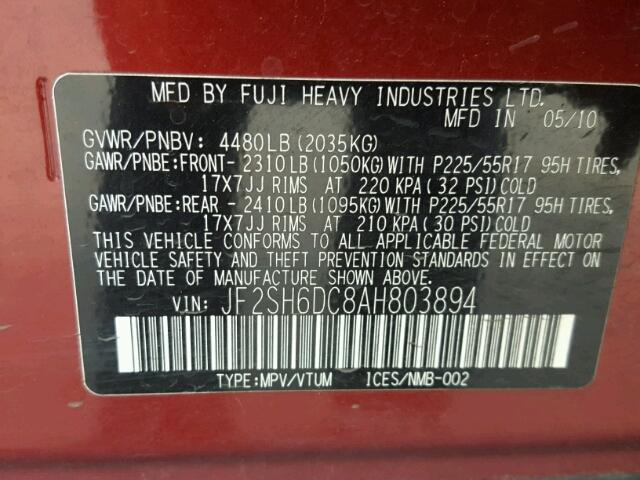 MFD BY FUJI HEAVY INDUSTRIES LTD.
MFD IN 05/10
GVWR/PNBV: 4480LB (2035KG)
GAWR/PNBE:FRONT- 2310LB(1050KG)WITH P225/55R17 95H TIRES,
17X7JJ RIMS AT 220 KPA( 32 PSI)COLD
GAWR/PNBE:REAR - 2410LB(1095KG)WITH P225/55R17 95H TIRES,
17X7JJ RIMS AT 210 KPA( 30 PSI)COLD
THIS VEHICLE CONFORMS TO ALL APPLICABLE FEDERAL MOTOR
VEHICLE SAFETY AND THEFT PREVENTION STANDARDS IN EFFECT
ON THE DATE OF MANUFACTURE SHOWN ABOVE.
VIN: JF2SH6DC8AH803894
TYPE:MPV/VTUM ICES/NMB-002